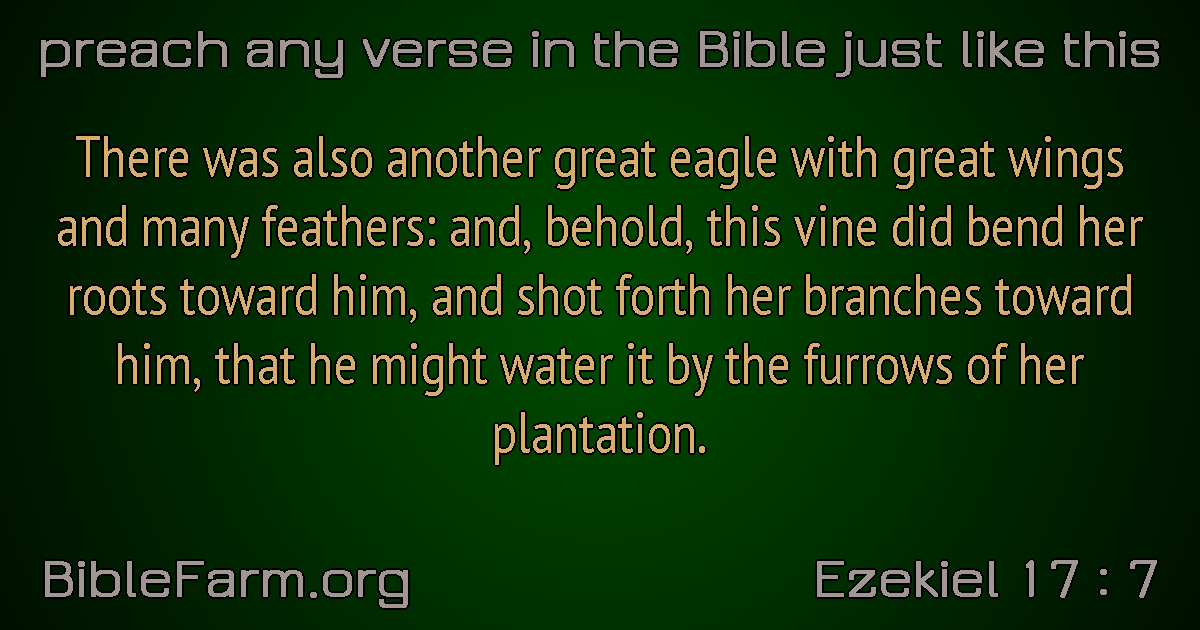 preach any verse in the Bible just like this
There was also another great eagle with great wings
and many feathers: and, behold, this vine did bend her
roots toward him, and shot forth her branches toward
him, that he might water it by the furrows of her
plantation.
BibleFarm.org
Ezekiel 17 : 7